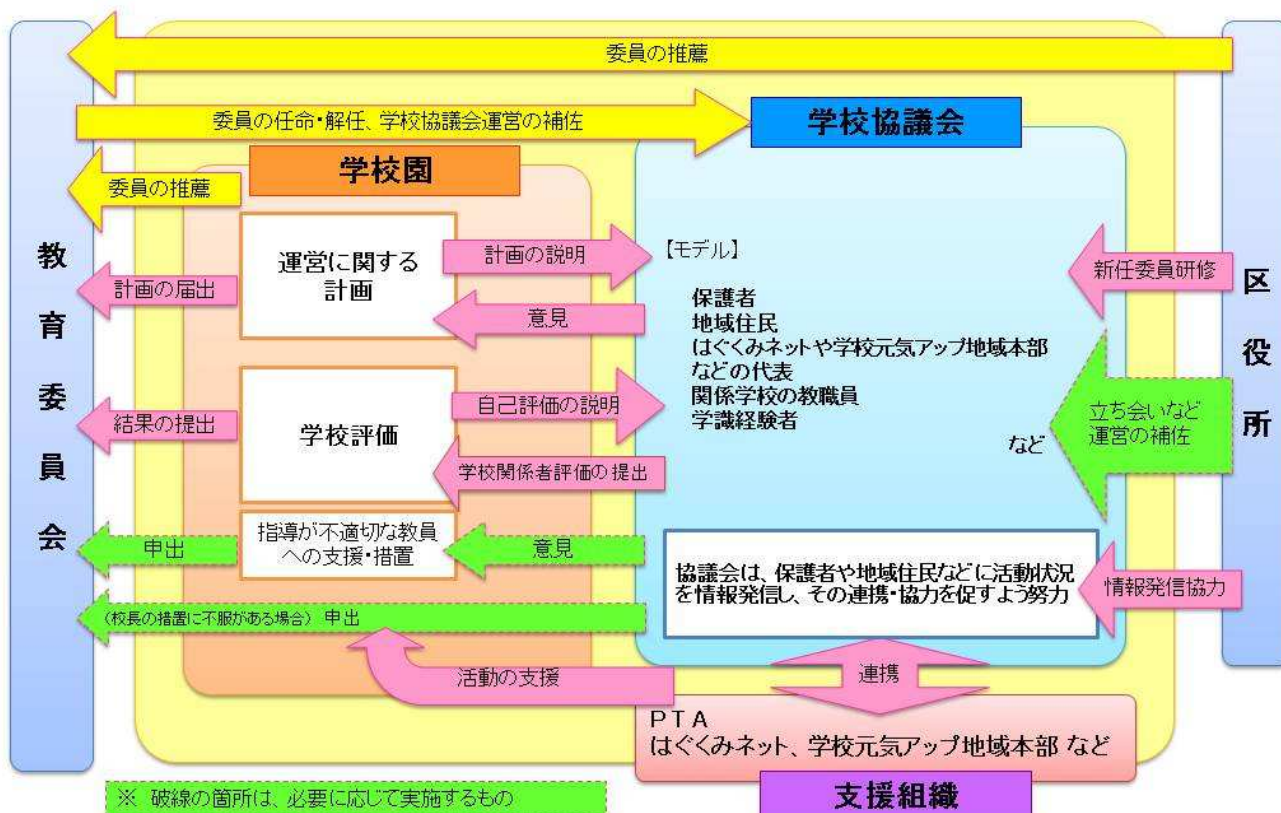 委員の推薦
委員の任命・解任、学校協議会運営の補佐
学校協議会
学校園
委員の推薦
教育委員会
区役所
運営に関する
計画
計画の説明
意見
計画の届出
【モデル】
保護者
地域住民
はぐくみネットや学校元気アップ地域本部
などの代表
関係学校の教職員
学識経験者
など
新任委員研修
立ち会いなど
運営の補佐
学校評価
自己評価の説明
学校関係者評価の提出
結果の提出
指導が不適切な教員
への支援・措置
意見
申出
(校長の措置に不服がある場合) 申出
協議会は、保護者や地域住民などに活動状況
を情報発信し、その連携・協力を促すよう努力
情報発信協力
活動の支援
連携
PTA
はぐくみネット、学校元気アップ地域本部 など
支援組織
※ 破線の箇所は、必要に応じて実施するもの